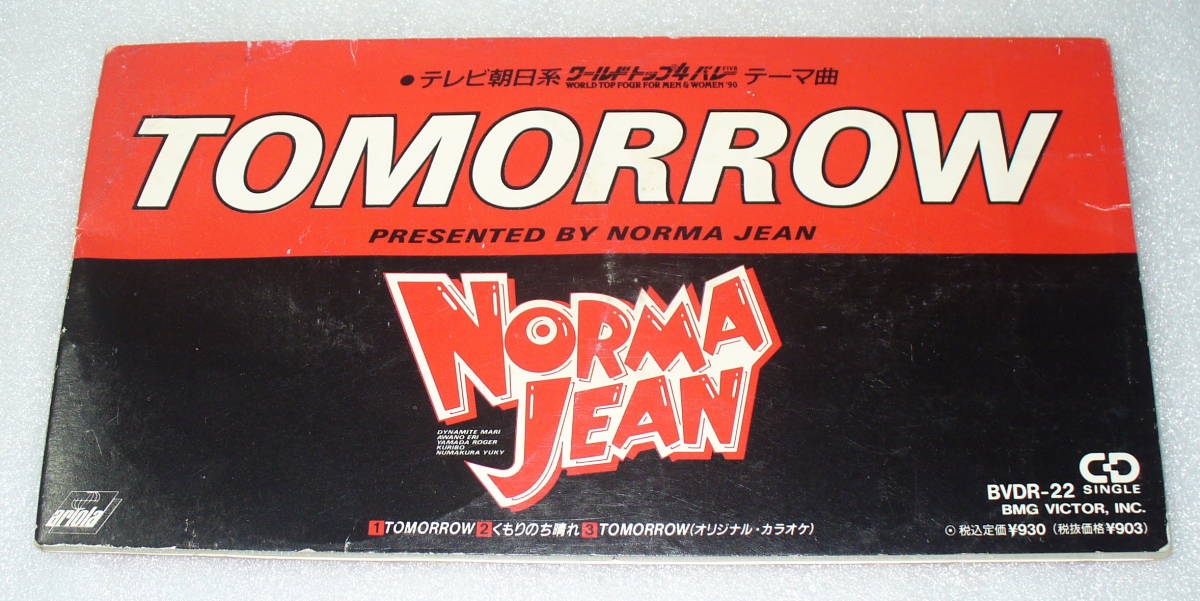 ●テレビ朝日系 ワールドトップ4バレー FIVB テーマ曲
WORLD TOP FOUR FOR MEN & WOMEN '90
TOMORROW
PRESENTED BY NORMA JEAN
NORMA
JEAN
DYNAMITE MARI
AWANO ERI
YAMADA ROGER
KURIBO
NUMAKURA YUKY
CD
BVDR-22 SINGLE
BMG VICTOR, INC.
ariola
1 TOMORROW 2 くもりのち晴れ 3 TOMORROW(オリジナル・カラオケ)
⦿税込定価¥930(税抜価格¥903)